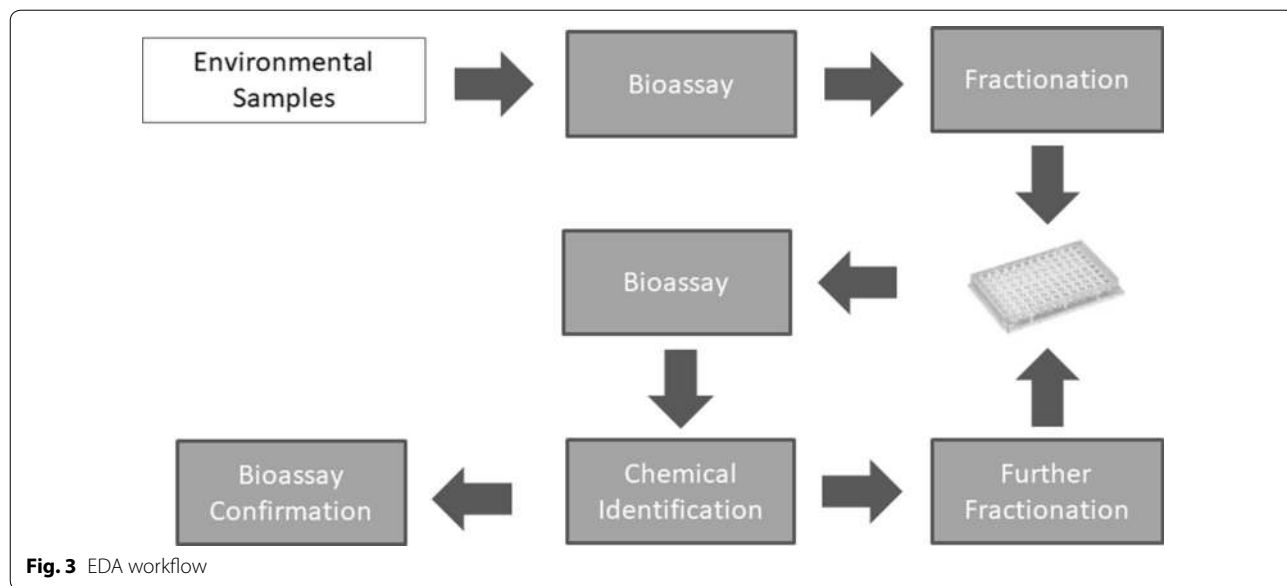 Environmental
Samples
Bioassay
Fractionation
Bioassay
Bioassay
Confirmation
Chemical
Identification
Further
Fractionation
Fig. 3 EDA workflow